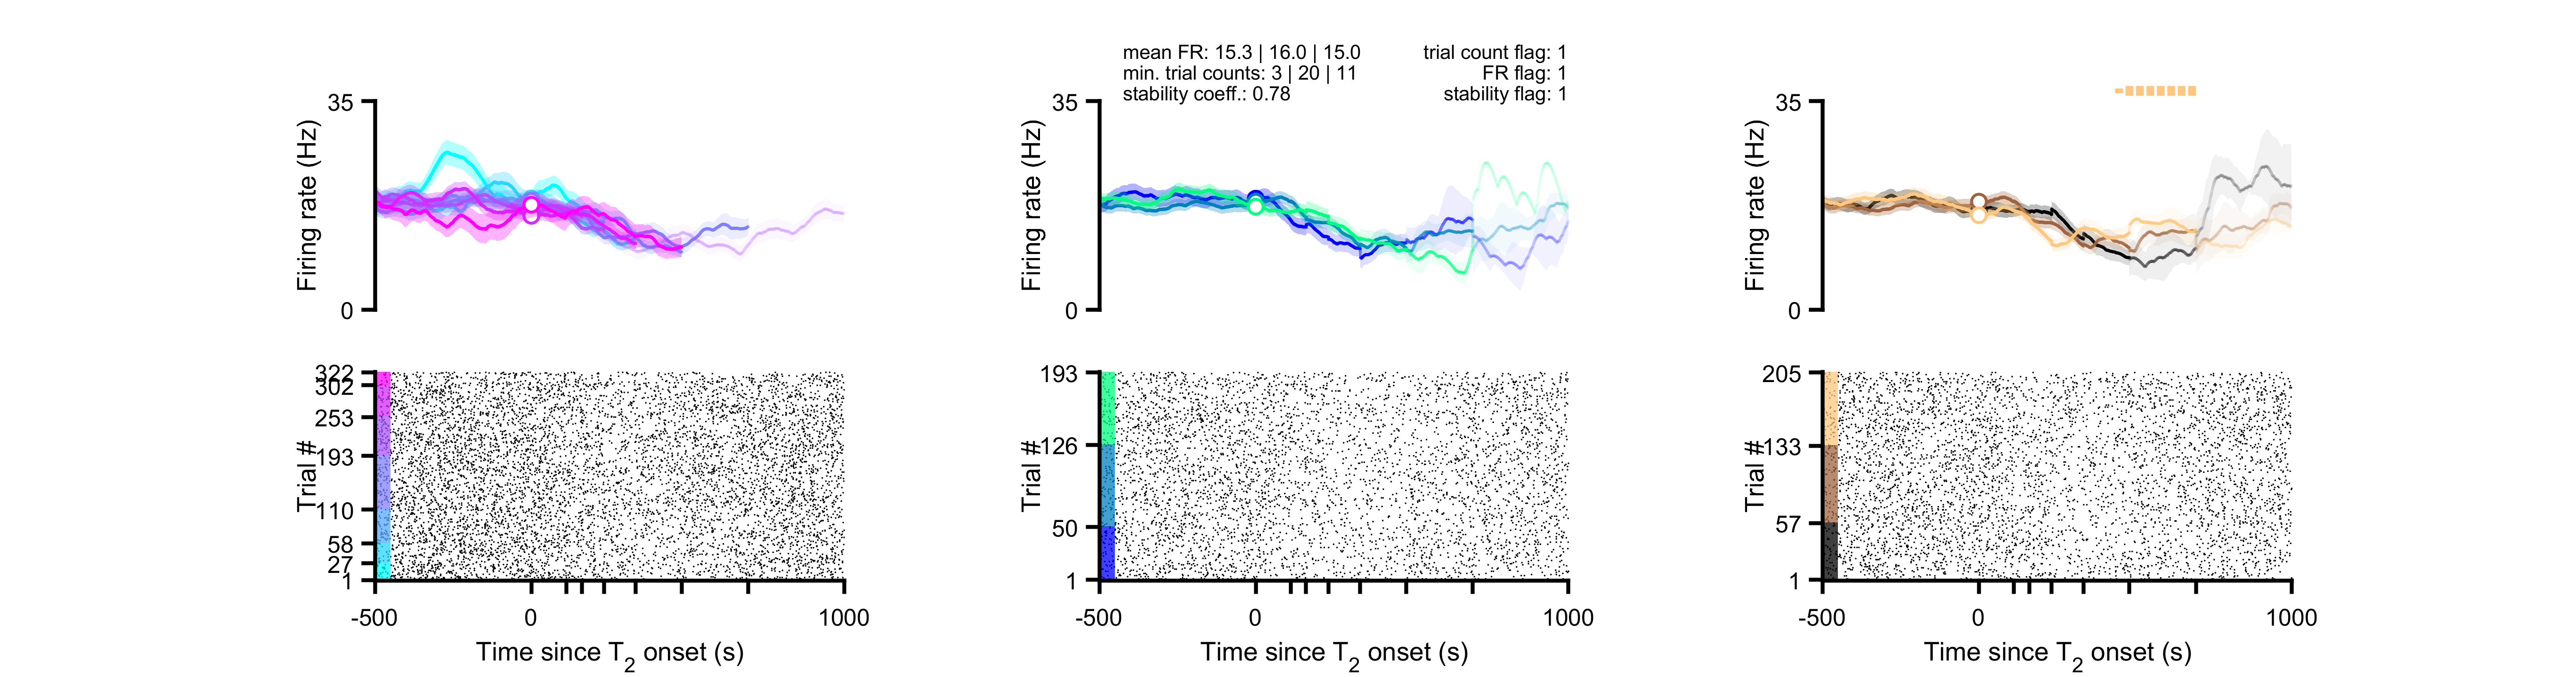 mean FR: 15.3 | 16.0 | 15.0
min. trial counts: 3 | 20 | 11
stability coeff.: 0.78
trial count flag: 1
FR flag: 1
stability flag: 1
35
Firing rate (Hz)
0
35
Firing rate (Hz)
0
35
Firing rate (Hz)
0
322
302
253
193
110
58
27
1
Trial #
-500
0
1000
Time since T2 onset (s)
193
126
50
1
Trial #
-500
0
1000
Time since T2 onset (s)
205
133
57
1
Trial #
-500
0
1000
Time since T2 onset (s)